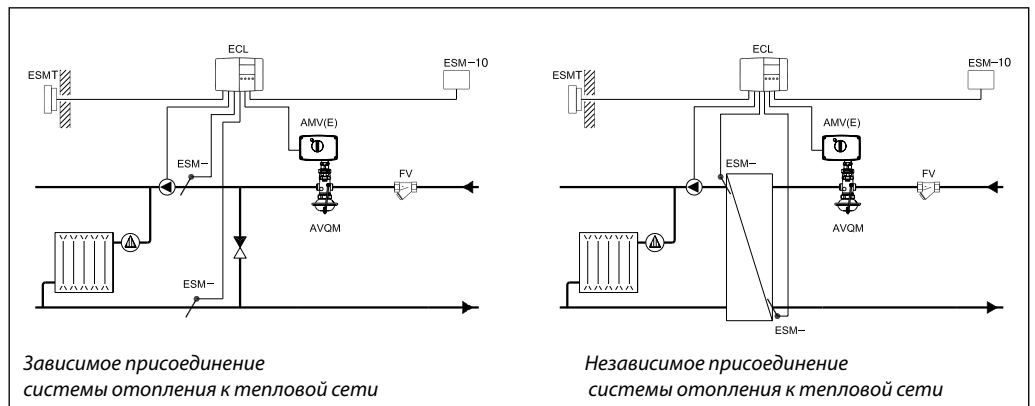 ECL
ESMT
ESM-10
AMV(E)
ESM-
FV
AVQM
ESM-
Зависимое присоединение
системы отопления к тепловой сети
ECL
ESMT
ESM-10
AMV(E)
ESM-
FV
AVQM
ESM-
Независимое присоединение
системы отопления к тепловой сети